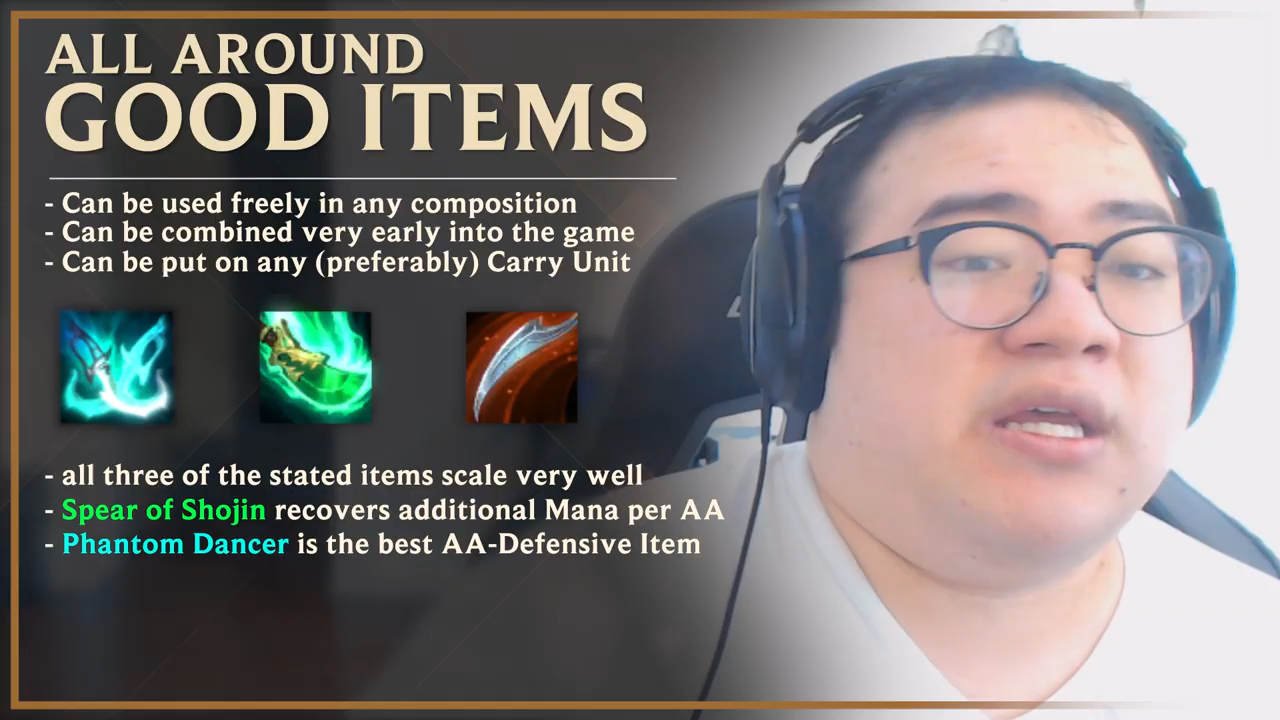 ALL AROUND
GOOD ITEMS
- Can be used freely in any composition
- Can be combined very early into the game
- Can be put on any (preferably) Carry Unit
- all three of the stated items scale very well
- Spear of Shojin recovers additional Mana per AA
- Phantom Dancer is the best AA-Defensive Item